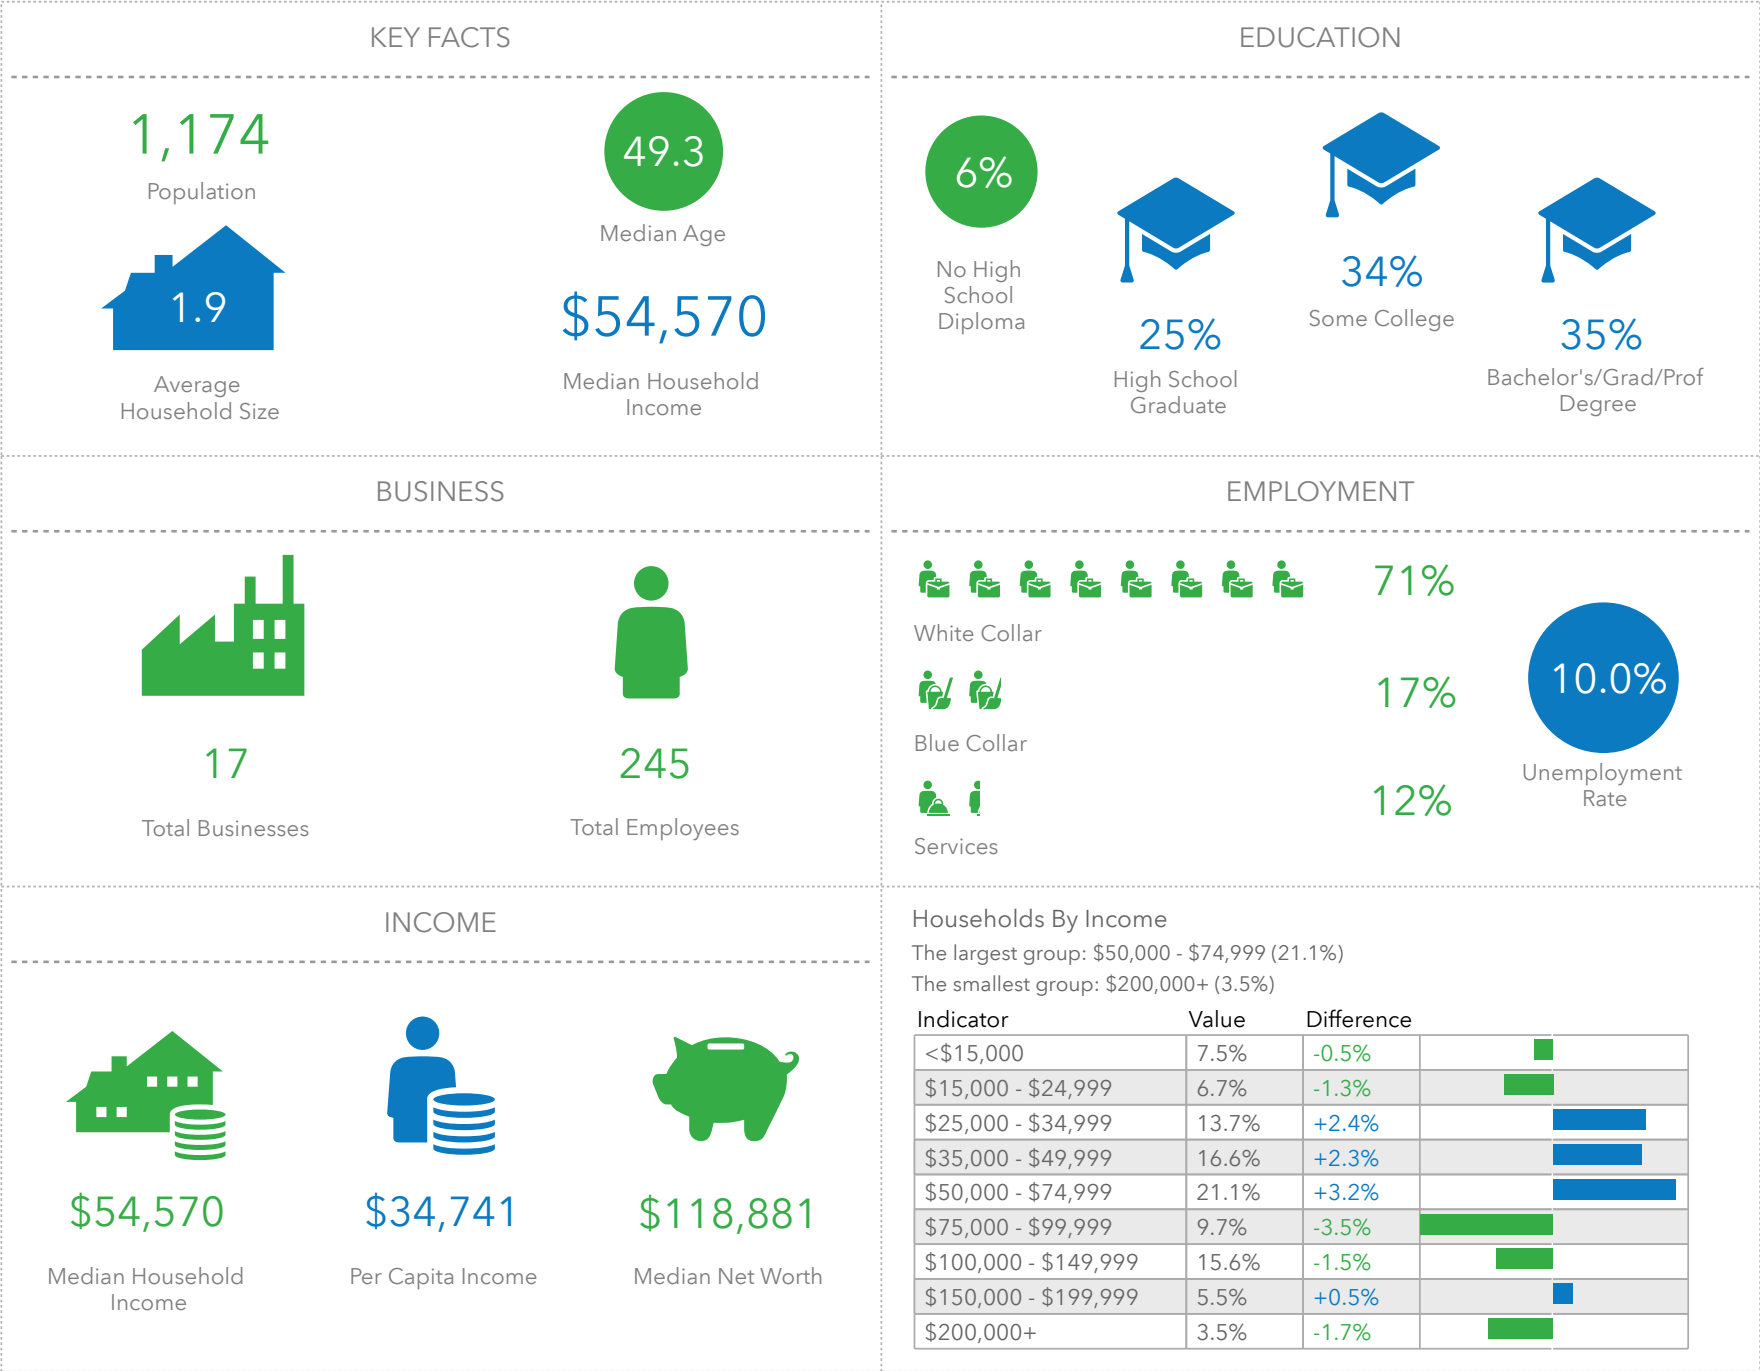 KEY FACTS
1,174
Population
49.3
Median Age
1.9
Average
Household Size
$54,570
Median Household
Income
EDUCATION
6%
No High
School
Diploma
25%
High School
Graduate
34%
Some College
35%
Bachelor's/Grad/Prof
Degree
BUSINESS
17
Total Businesses
245
Total Employees
EMPLOYMENT
71%
White Collar
17%
Blue Collar
12%
Services
10.0%
Unemployment
Rate
INCOME
$54,570
Median Household
Income
$34,741
Per Capita Income
$118,881
Median Net Worth
Households By Income
The largest group: $50,000 - $74,999 (21.1%)
The smallest group: $200,000+ (3.5%)
Indicator Value Difference
<$15,000 7.5% -0.5%
$15,000 - $24,999 6.7% -1.3%
$25,000 - $34,999 13.7% +2.4%
$35,000 - $49,999 16.6% +2.3%
$50,000 - $74,999 21.1% +3.2%
$75,000 - $99,999 9.7% -3.5%
$100,000 - $149,999 15.6% -1.5%
$150,000 - $199,999 5.5% +0.5%
$200,000+ 3.5% -1.7%